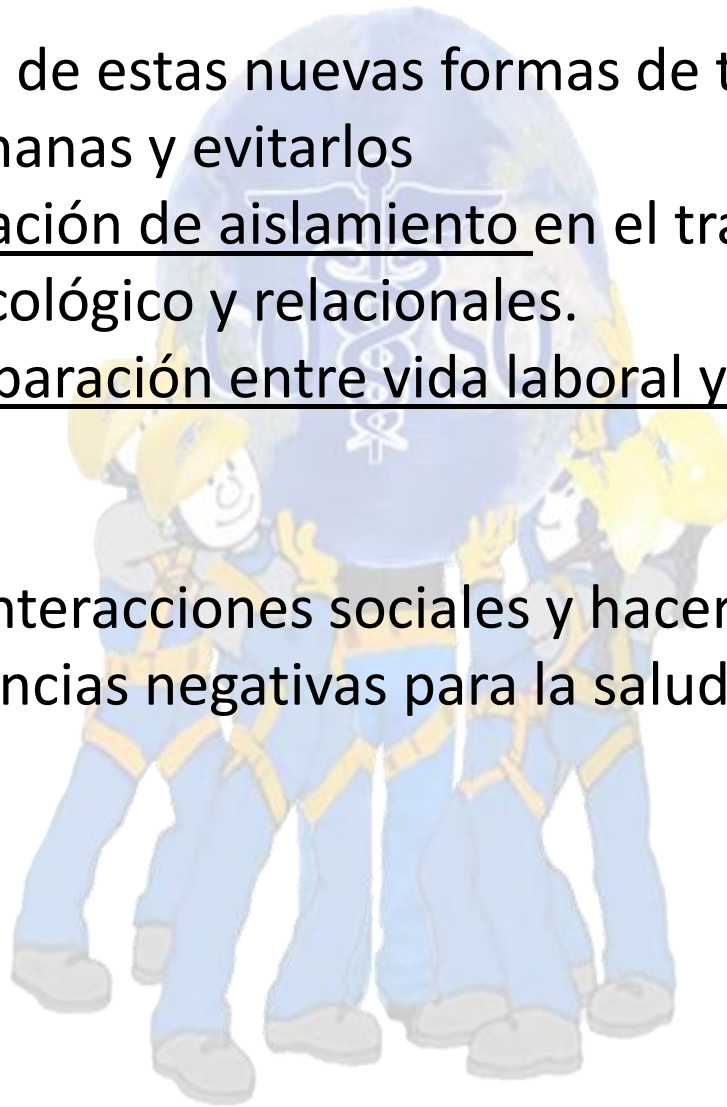 de estas nuevas formas de t
nanas y evitarlos
ación de aislamiento en el tra
cológico y relacionales.
paración entre vida laboral y
nteracciones sociales y hacer
ncias negativas para la salud